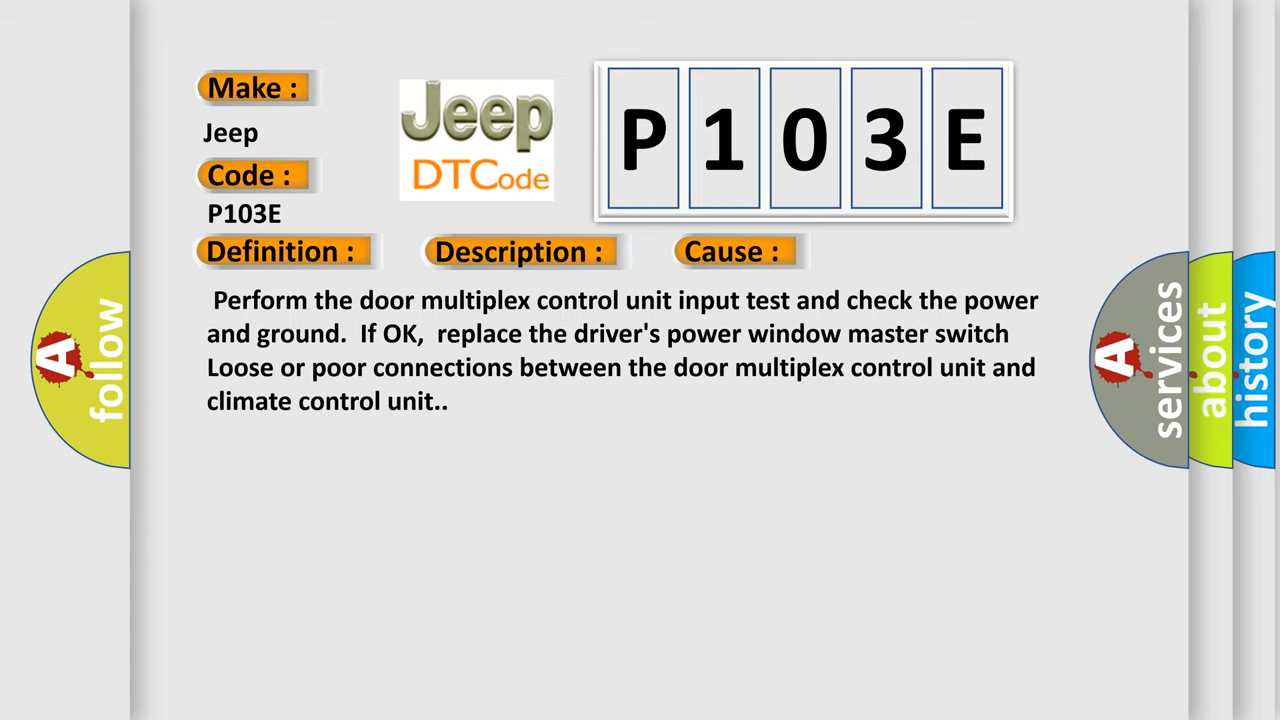 Make :
Jeep
Code :
P103E
Jeep
DTCode
P 1 0 3 E
Definition :
Description :
Cause :
Perform the door multiplex control unit input test and check the power
and ground  If OK,  replace the driver's power window master switch
Loose or poor connections between the door multiplex control unit and
climate control unit..
A
follow
A
services
about
history